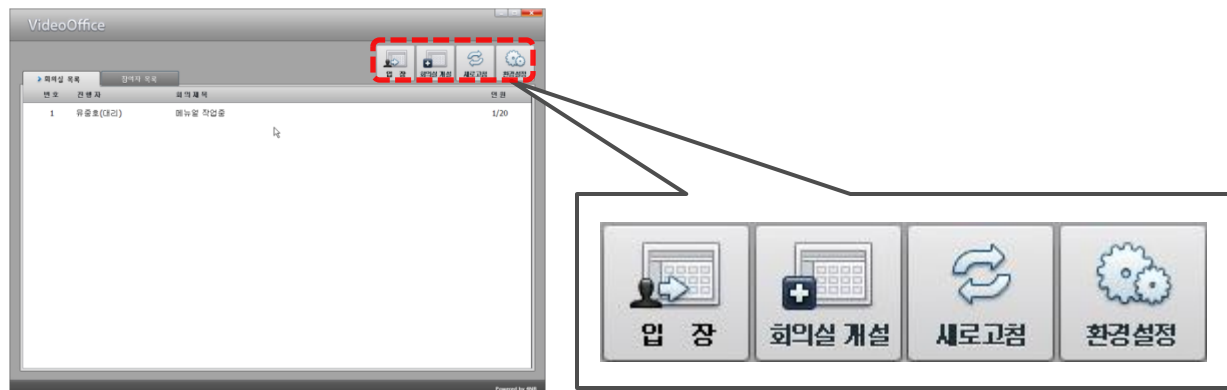 VideoOffice
입 장 회의실 개설 새로고침 환경설정
회의실 목록 참여자 목록
번호 진행자 회의제목 인원
1 유중호(대리) 메뉴얼 작업중 1/20
Powered by
입 장 회의실 개설 새로고침 환경설정